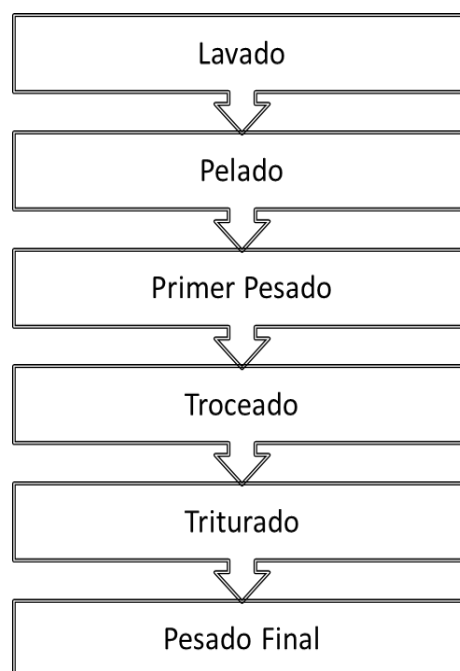 Lavado
Pelado
Primer Pesado
Troceado
Triturado
Pesado Final